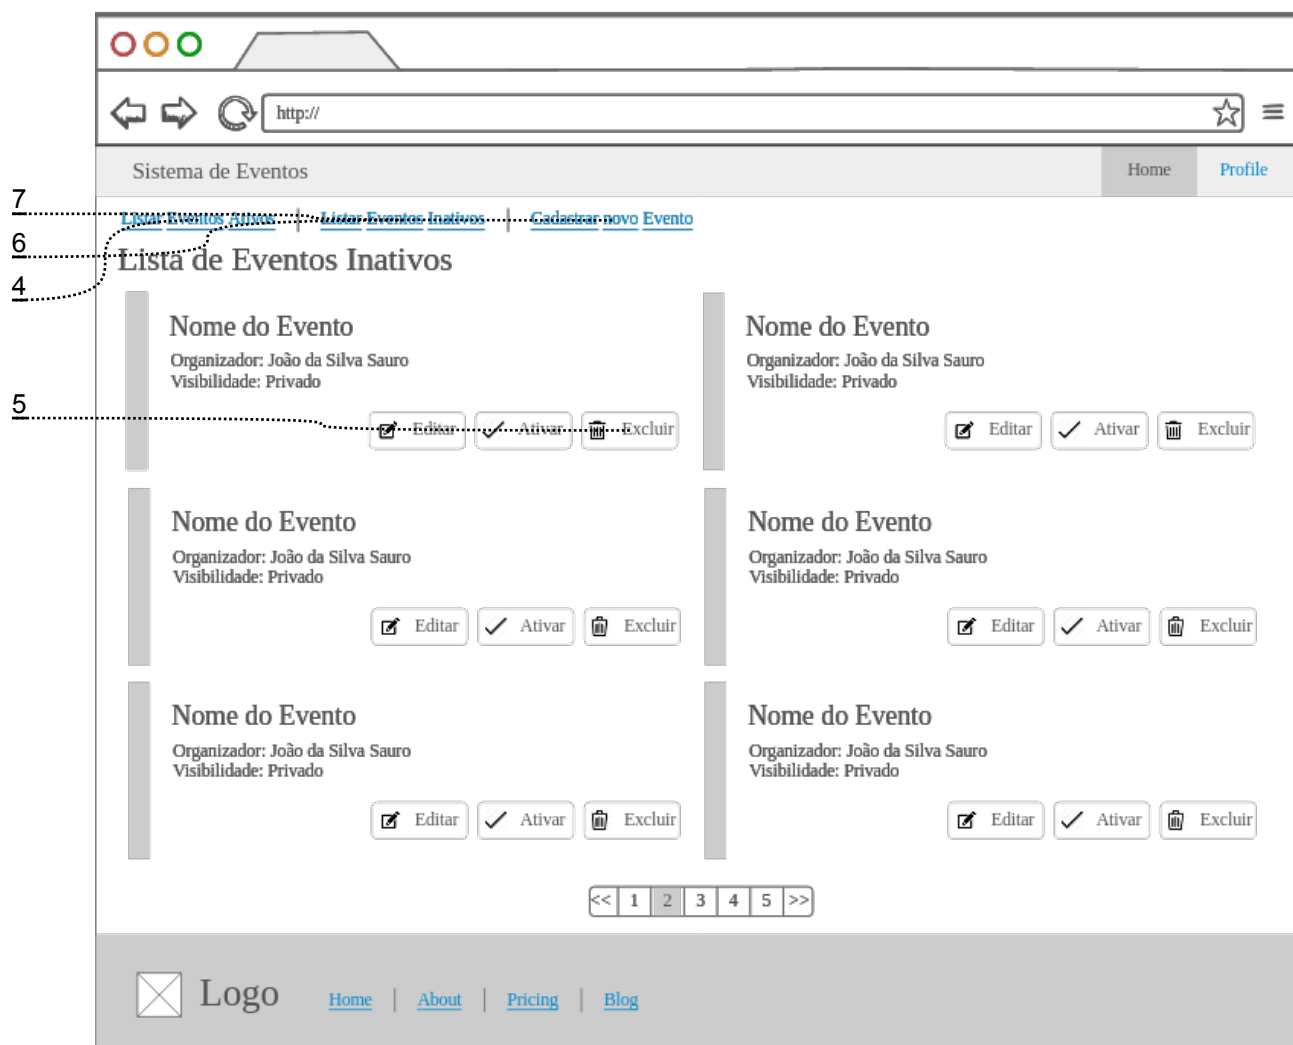 http://
Sistema de Eventos Home Profile
7
Listar Eventos Ativos | Listar Eventos Inativos | Cadastrar novo Evento
6
Lista de Eventos Inativos
4
Nome do Evento Nome do Evento
Organizador: João da Silva Sauro Organizador: João da Silva Sauro
Visibilidade: Privado Visibilidade: Privado
5
Editar Ativar Excluir Editar Ativar Excluir
Nome do Evento Nome do Evento
Organizador: João da Silva Sauro Organizador: João da Silva Sauro
Visibilidade: Privado Visibilidade: Privado
Editar Ativar Excluir Editar Ativar Excluir
Nome do Evento Nome do Evento
Organizador: João da Silva Sauro Organizador: João da Silva Sauro
Visibilidade: Privado Visibilidade: Privado
Editar Ativar Excluir Editar Ativar Excluir
<< 1 2 3 4 5 >>
Logo Home | About | Pricing | Blog